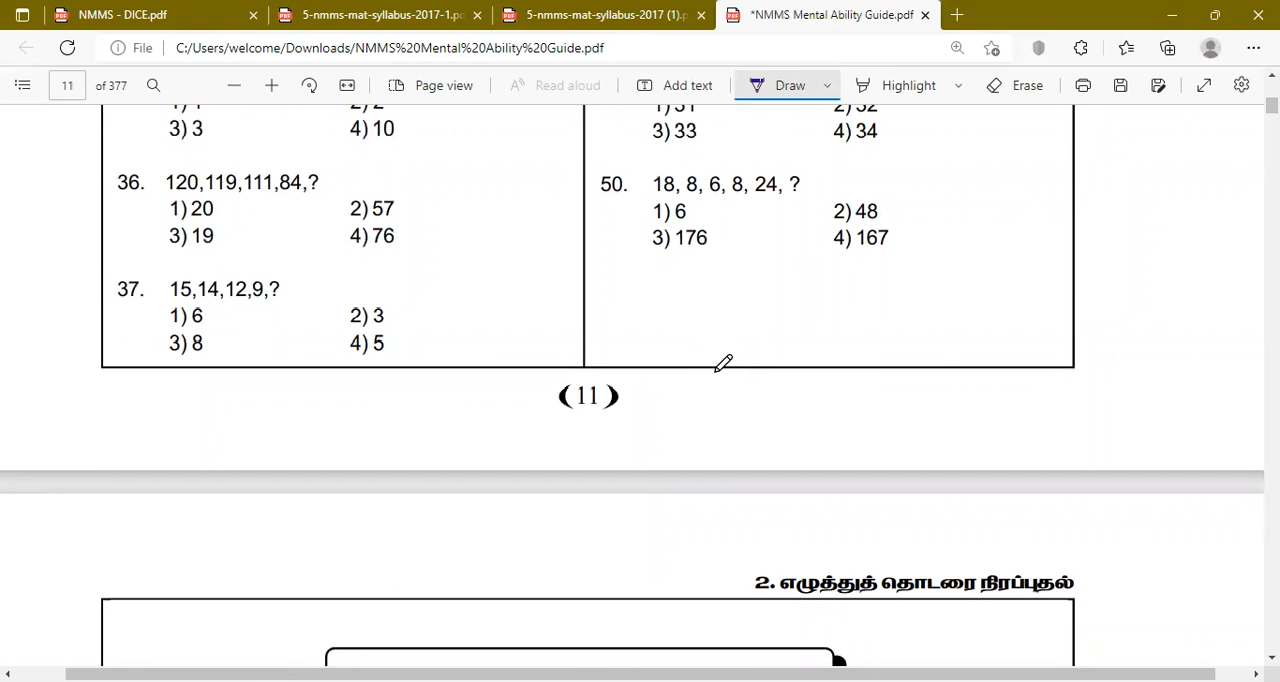 NMMS - DICE.pdf
5-nmms-mat-syllabus-2017-1.p
5-nmms-mat-syllabus-2017 (1).p
*NMMS Mental Ability Guide.pdf
File
C:/Users/welcome/Downloads/NMMS%20Mental%20Ability%20Guide.pdf
11 of 377
Page view
Read aloud
Add text
Draw
Highlight
Erase
3) 3 4) 10
36. 120,119,111,84,?
1) 20 2) 57
3) 19 4) 76
37. 15,14,12,9,?
1) 6 2) 3
3) 8 4) 5
1) 31 2) 32
3) 33 4) 34
50. 18, 8, 6, 8, 24, ?
1) 6 2) 48
3) 176 4) 167
(11)
2. எழுத்துத் தொடரை நிரப்புதல்